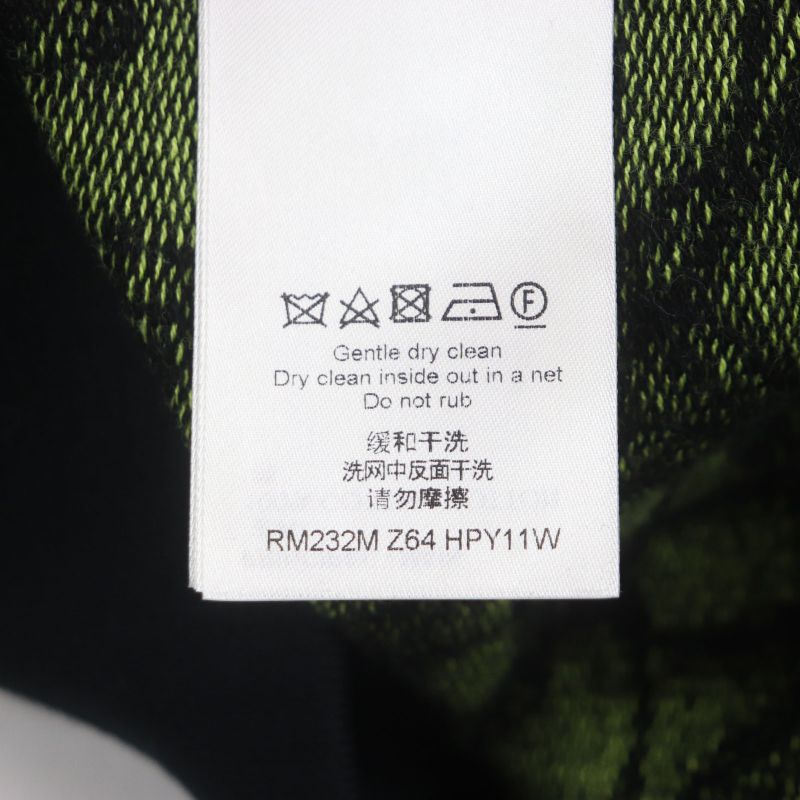 F
Gentle dry clean
Dry clean inside out in a net
Do not rub
缓和干洗
洗网中反面干洗
请勿摩擦
RM232M Z64 HPY11W